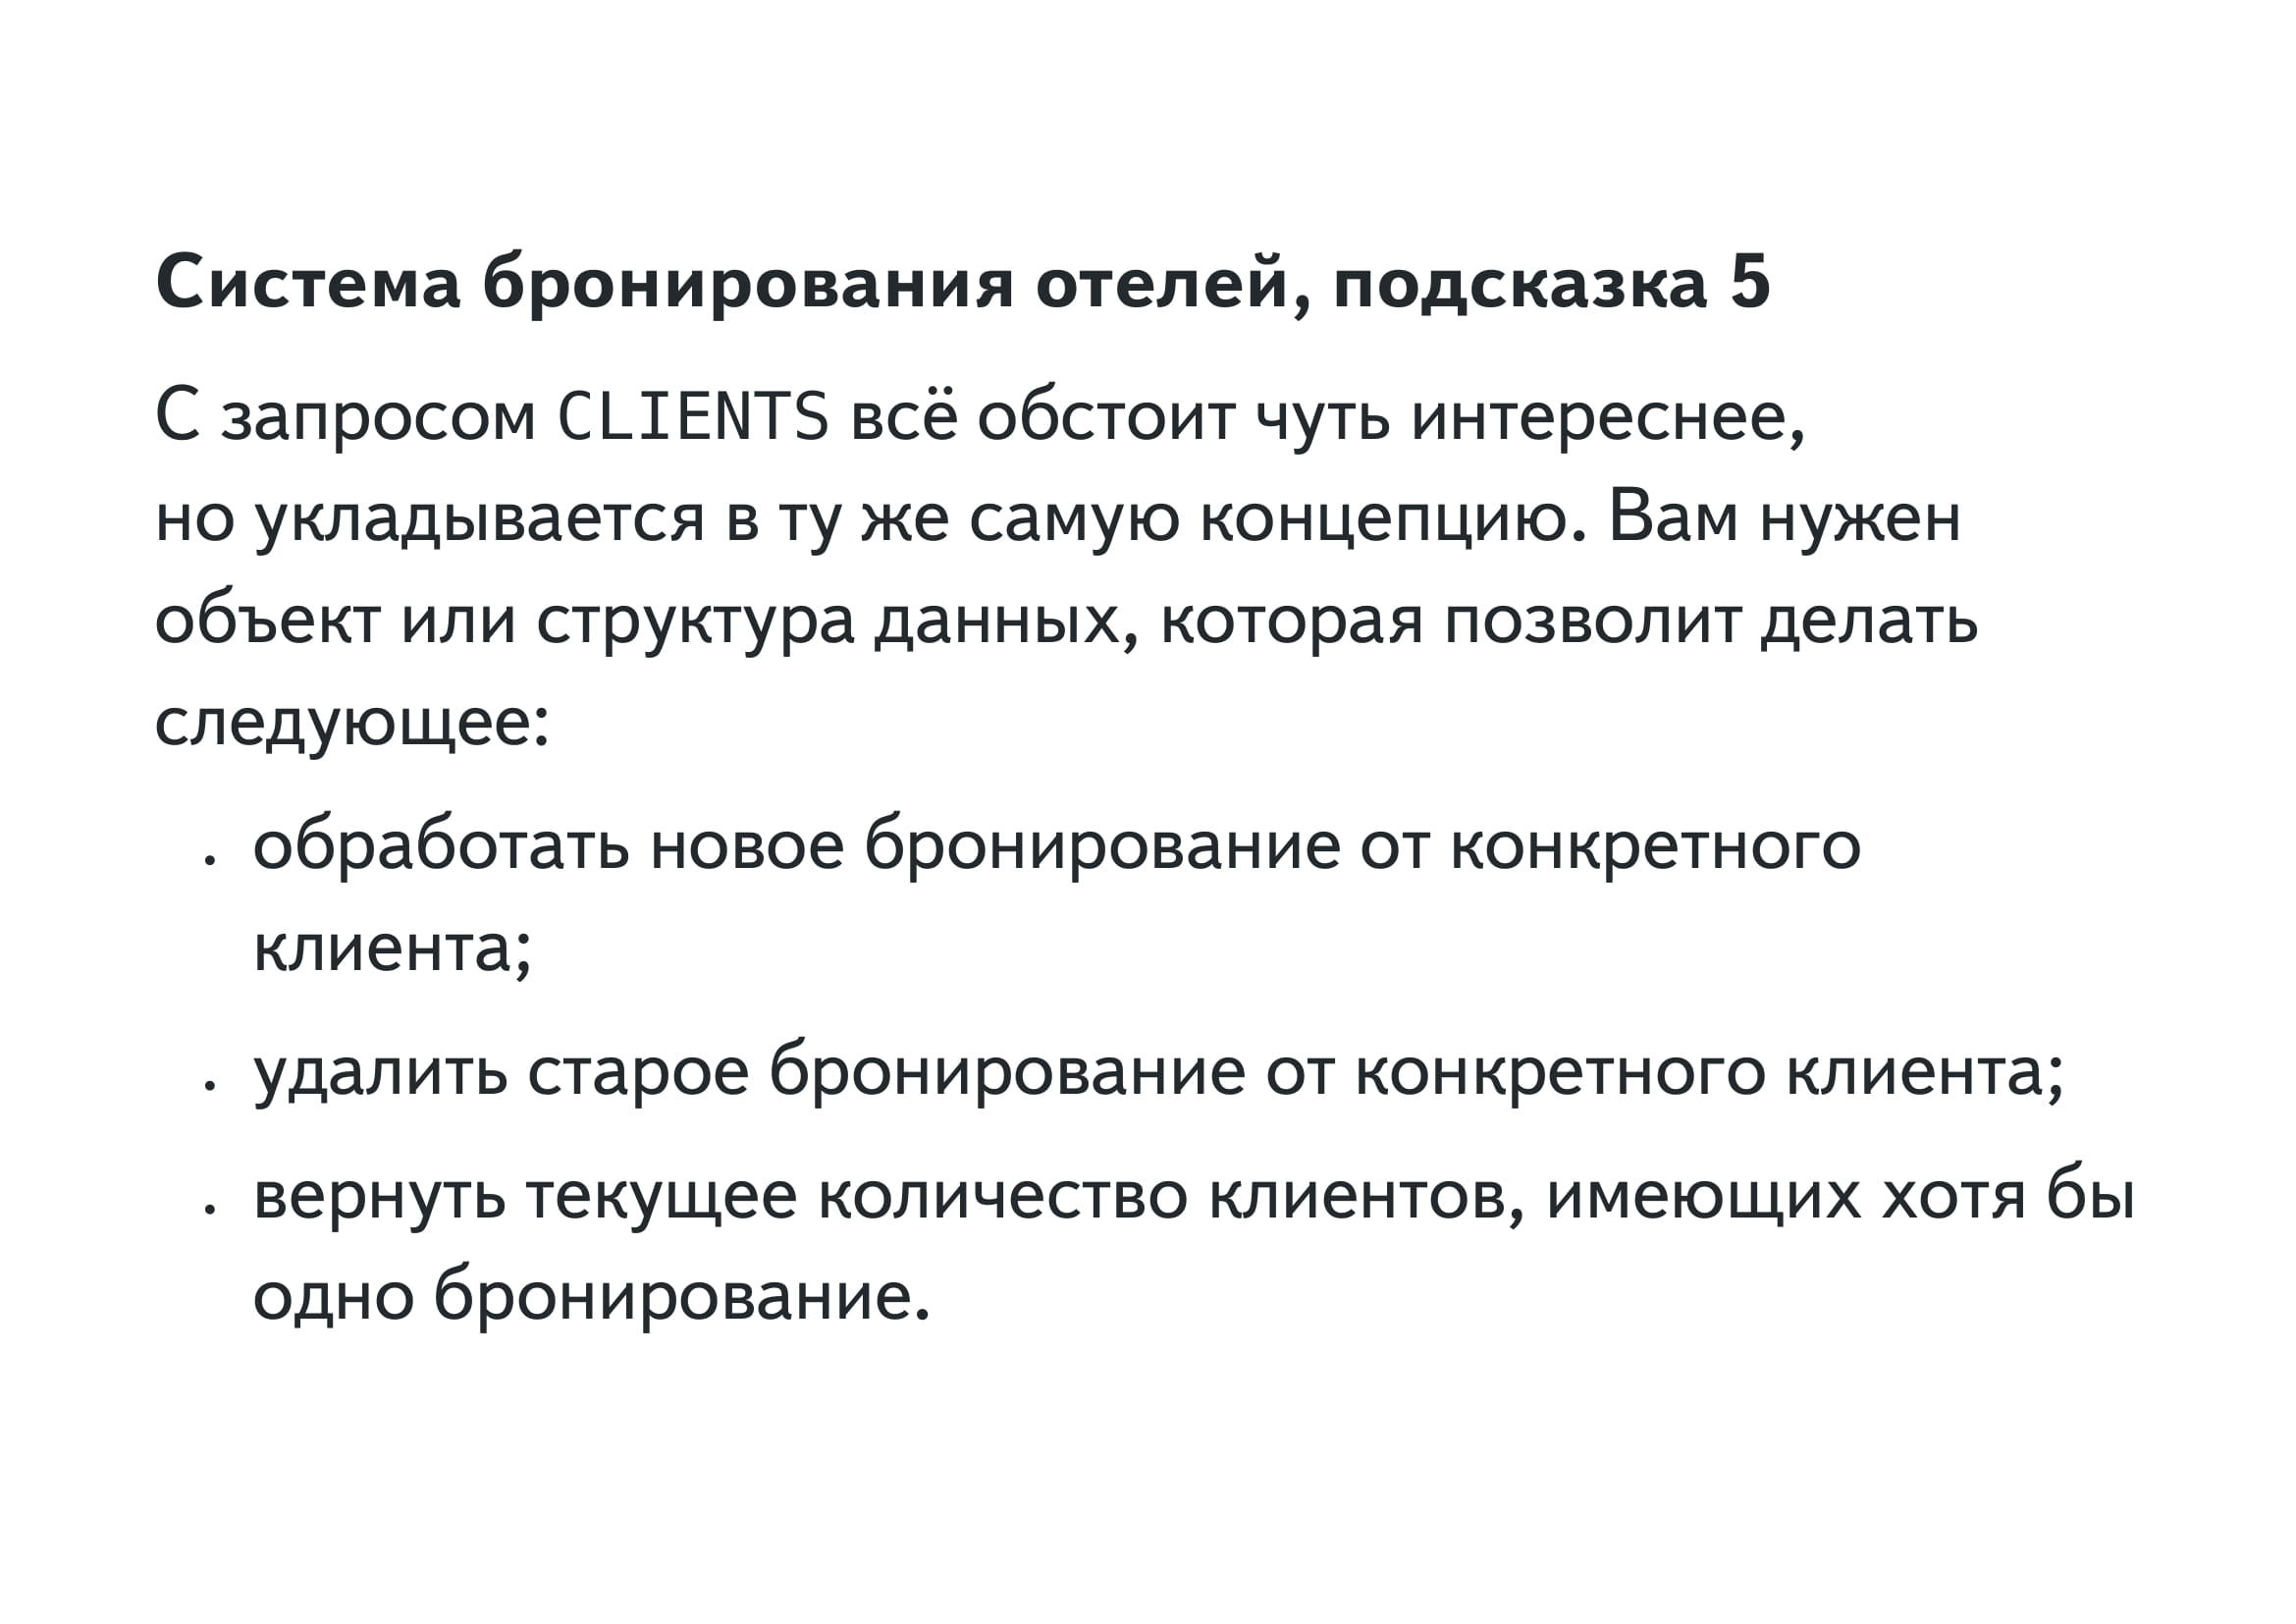 Система бронирования отелей, подсказка 5
С запросом CLIENTS всё обстоит чуть интереснее,
но укладывается в ту же самую концепцию. Вам нужен
объект или структура данных, которая позволит делать
следующее:
. обработать новое бронирование от конкретного
клиента;
. удалить старое бронирование от конкретного клиента;
. вернуть текущее количество клиентов, имеющих хотя бы
одно бронирование.